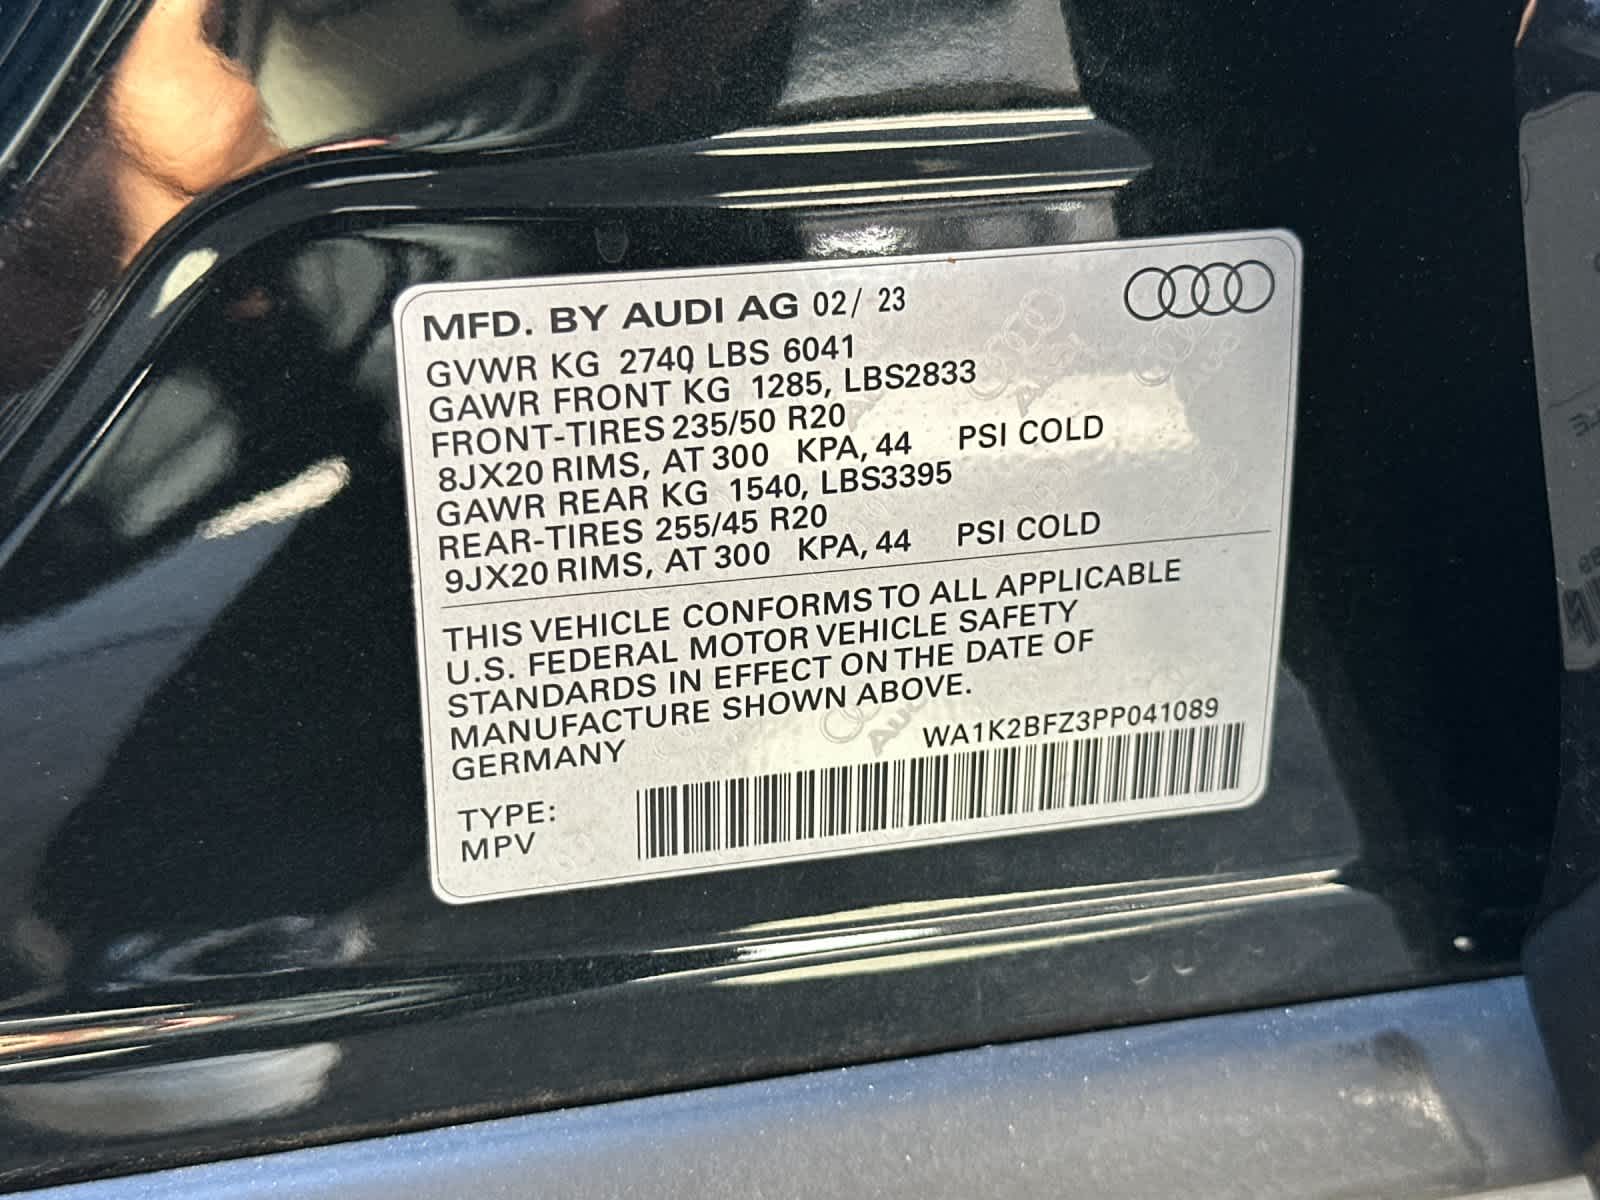 MFD. BY AUDI AG 02/ 23
GVWR KG 2740 LBS 6041
GAWR FRONT KG 1285, LBS2833
FRONT-TIRES 235/50 R20
8JX20 RIMS, AT 300 KPA, 44 PSI COLD
GAWR REAR KG 1540, LBS3395
REAR-TIRES 255/45 R20
9JX20 RIMS, AT 300 KPA, 44 PSI COLD
THIS VEHICLE CONFORMS TO ALL APPLICABLE
U.S. FEDERAL MOTOR VEHICLE SAFETY
STANDARDS IN EFFECT ON THE DATE OF
MANUFACTURE SHOWN ABOVE.
GERMANY
WA1K2BFZ3PP041089
TYPE:
MPV